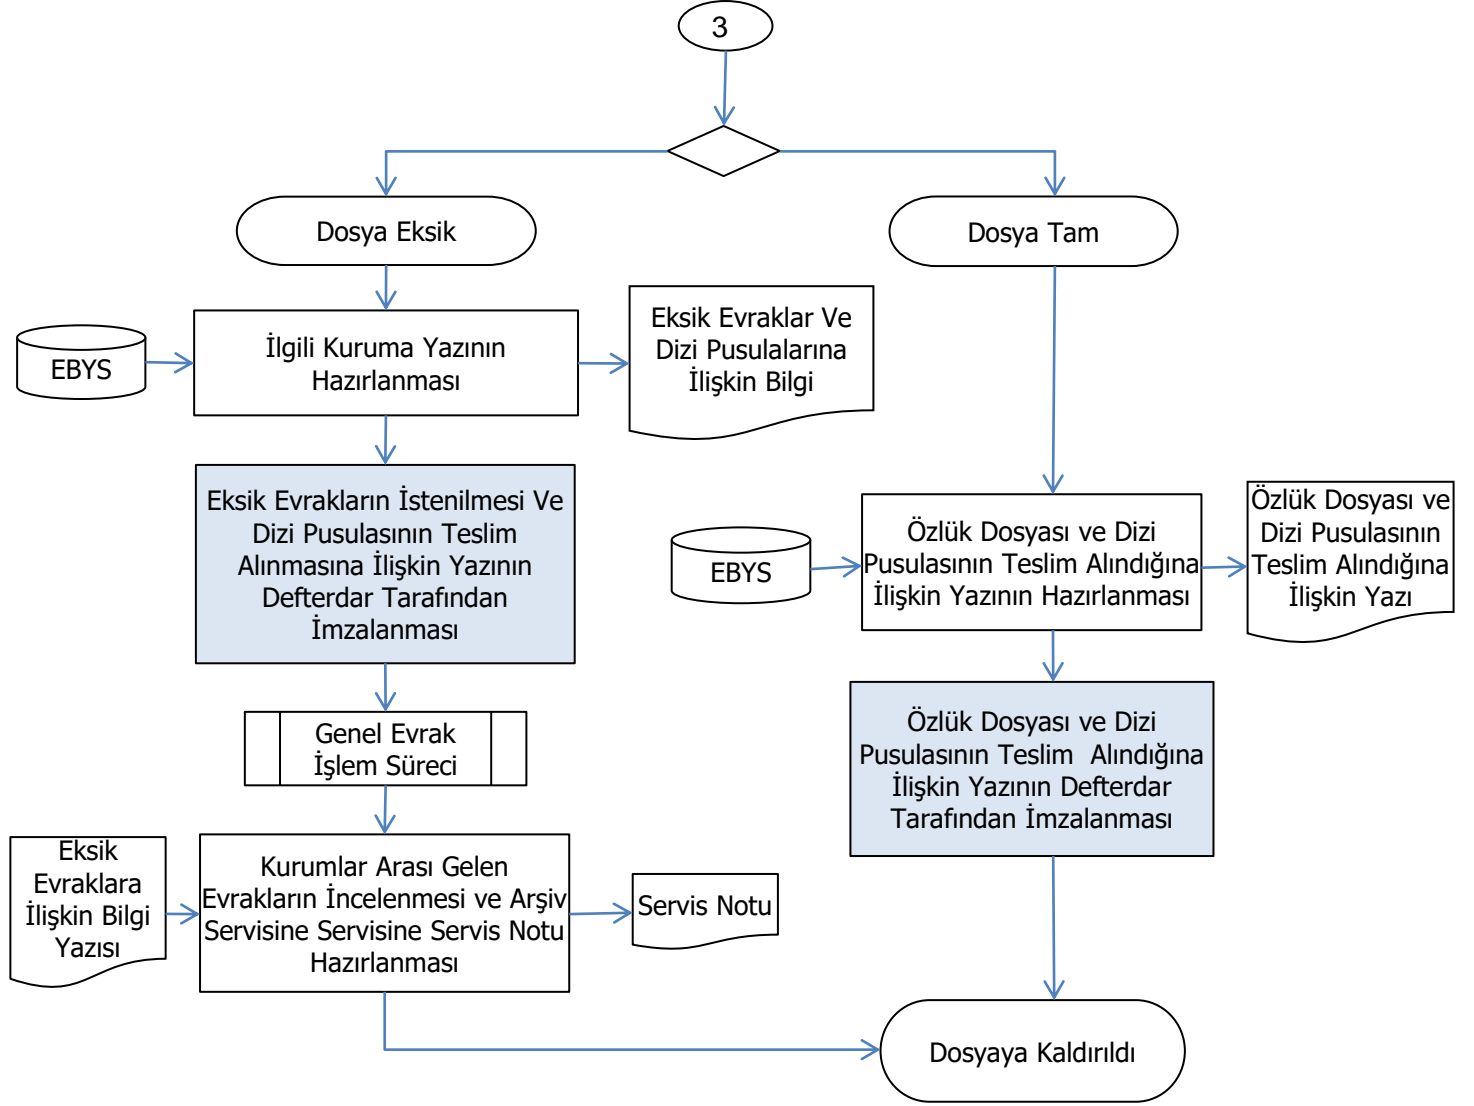 3
Dosya Eksik
Dosya Tam
EBYS
İlgili Kuruma Yazının
Hazırlanması
Eksik Evraklar Ve
Dizi Pusulalarına
İlişkin Bilgi
Eksik Evrakların İstenilmesi Ve
Dizi Pusulasının Teslim
Alınmasına İlişkin Yazının
Defterdar Tarafından
İmzalanması
EBYS
Özlük Dosyası ve Dizi
Pusulasının Teslim Alındığına
İlişkin Yazının Hazırlanması
Özlük Dosyası ve
Dizi Pusulasının
Teslim Alındığına
İlişkin Yazı
Genel Evrak
İşlem Süreci
Özlük Dosyası ve Dizi
Pusulasının Teslim  Alındığına
İlişkin Yazının Defterdar
Tarafından İmzalanması
Eksik
Evraklara
İlişkin Bilgi
Yazısı
Kurumlar Arası Gelen
Evrakların İncelenmesi ve Arşiv
Servisine Servisine Servis Notu
Hazırlanması
Servis Notu
Dosyaya Kaldırıldı